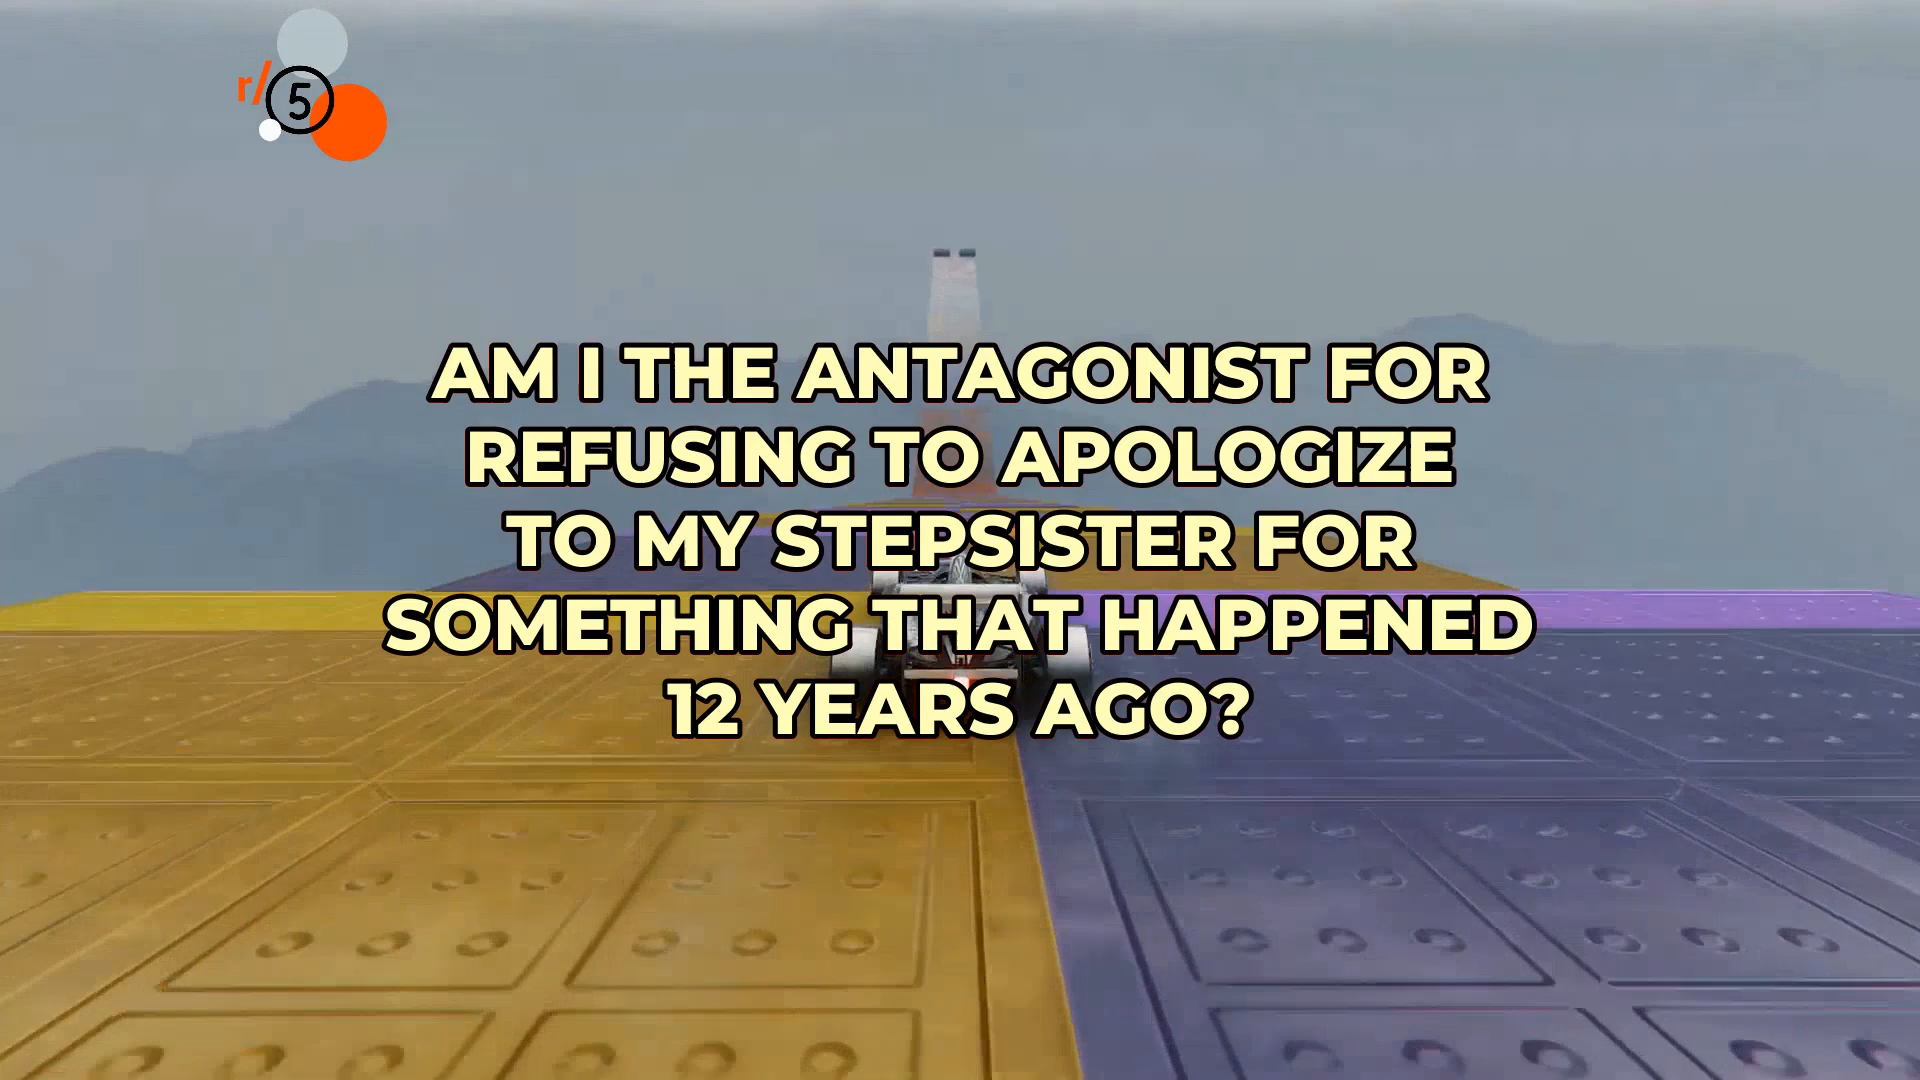 r/5
AM I THE ANTAGONIST FOR
REFUSING TO APOLOGIZE
TO MY STEPSISTER FOR
SOMETHING THAT HAPPENED
12 YEARS AGO?